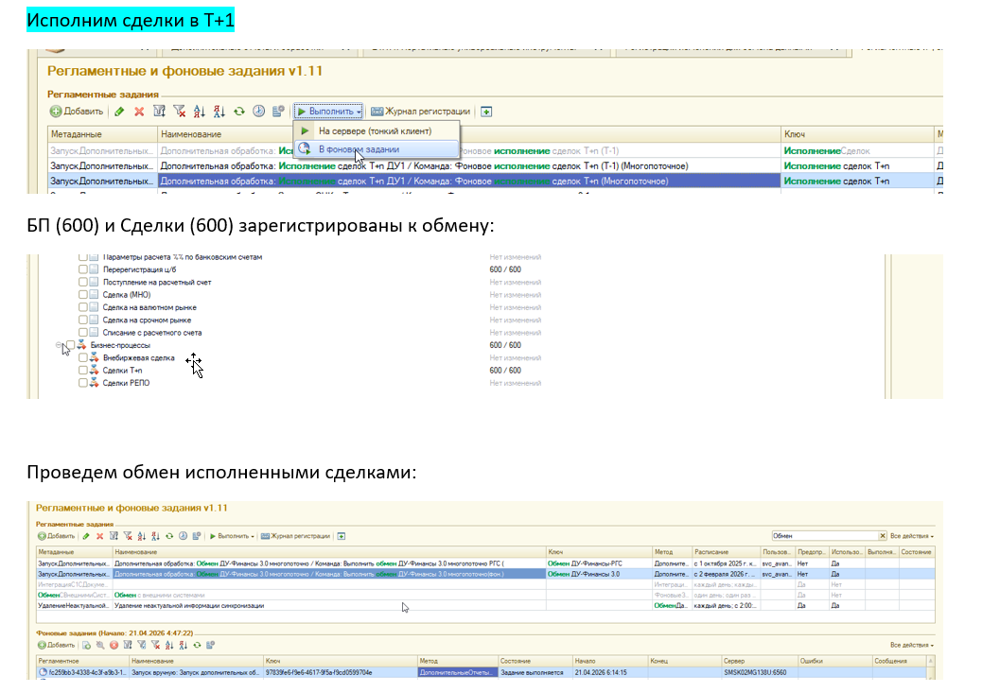 Исполним сделки в Т+1
Регламентные и фоновые задания v1.11
Регламентные задания
Добавить Выполнить Журнал регистрации
На сервере (тонкий клиент)
В фоновом задании
Метаданные Наименование Ключ
ЗапускДополнительных... Дополнительная обработка: Фоновое исполнение сделок Т+n (Т-1) ИсполнениеСделок
ЗапускДополнительных... Дополнительная обработка: Исполнение сделок Т+n ДУ1 / Команда: Фоновое исполнение сделок Т+n (Т-1) (Многопоточное) Исполнение сделок Т+n
ЗапускДополнительных... Дополнительная обработка: Исполнение сделок Т+n ДУ1 / Команда: Фоновое исполнение сделок Т+n (Многопоточное) Исполнение сделок Т+n
БП (600) и Сделки (600) зарегистрированы к обмену:
Параметры расчета %% по банковским счетам Нет изменений
Перерегистрация ц/б 600 / 600
Поступление на расчетный счет Нет изменений
Сделка (МНО) Нет изменений
Сделка на валютном рынке Нет изменений
Сделка на срочном рынке Нет изменений
Списание с расчетного счета Нет изменений
Бизнес-процессы 600 / 600
Внебиржевая сделка Нет изменений
Сделки Т+n 600 / 600
Сделки РЕПО Нет изменений
Проведем обмен исполненными сделками:
Регламентные и фоновые задания v1.11
Регламентные задания
Добавить Выполнить Журнал регистрации Обмен Все действия
Метаданные Наименование Ключ Метод Расписание Пользов... Предопр... Использо... Выполня... Состояние
ЗапускДополнительных... Дополнительная обработка: Обмен ДУ-Финансы 3.0 многопоточно / Команда: Выполнить обмен ДУ-Финансы 3.0 многопоточно РГС ( Обмен ДУ-Финансы-РГС Дополните... с 1 октября 2025 г. к... svc_avan... Нет Да
ЗапускДополнительных... Дополнительная обработка: Обмен ДУ-Финансы 3.0 многопоточно / Команда: Выполнить обмен ДУ-Финансы 3.0 многопоточно(фон ) Обмен ДУ-Финансы 3.0 Дополните... с 2 февраля 2026 г. ... svc_avan... Нет Да
ИнтеграцияС1СДокуме... Интеграци... каждый день; кажды... Да Нет
ОбменСВнешнимиСист... Обмен с внешними системами ФоновыеЗ... один день; один раз ... Да Нет
УдалениеНеактуальной... Удаление неактуальной информации синхронизации ОбменДа... каждый день; с 2:00:... Да Да
Фоновые задания (Начало: 21.04.2026 4:47:22)
Добавить Все действия
Регламентное Наименование Ключ Метод Состояние Начало Конец Сервер Ошибки Сообщения
fc259bb3-4338-4c3f-a9b3-1... Запуск вручную: Запуск дополнительных об... 97839fe6-f9e6-4617-9f5a-f9cd0599704e ДополнительныеОтчеты... Задание выполняется 21.04.2026 6:14:15 SMSK02MG138U:6560